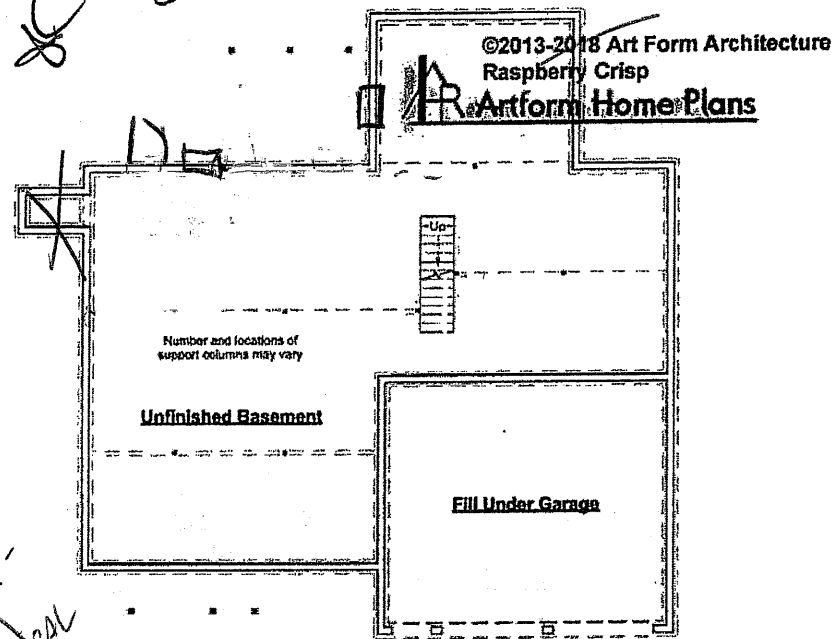 ©2013-2018 Art Form Architecture
Raspberry Crisp
Artform Home Plans
D
Up
Number and locations of
support columns may vary
Unfinished Basement
Fill Under Garage